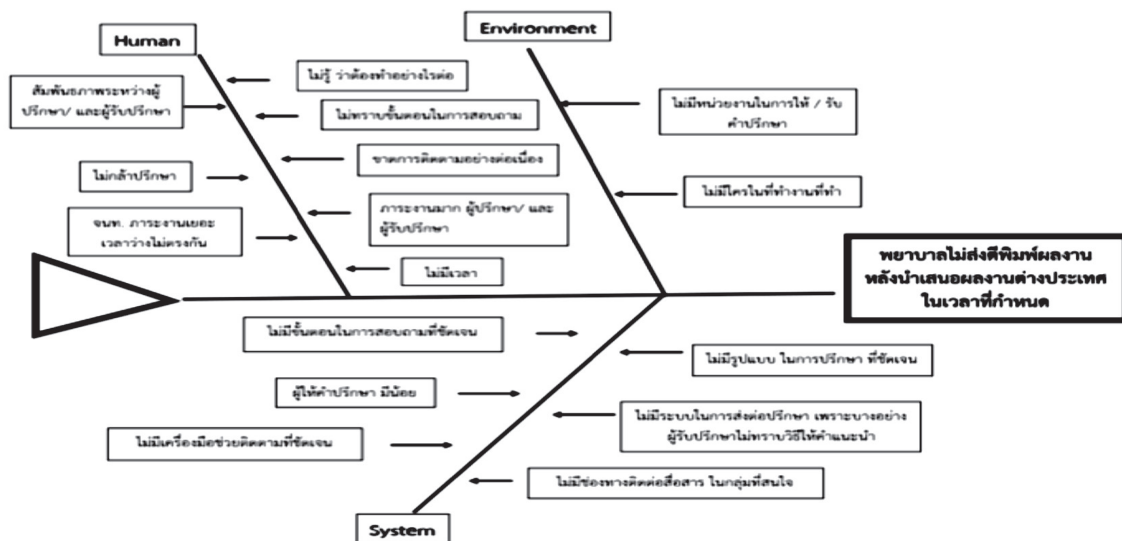 Human
Environment
ไม่รู้ ว่าต้องทำอย่างไรต่อ
สัมพันธภาพระหว่างผู้
ปรึกษา/ และผู้รับปรึกษา
ไม่ทราบขั้นตอนในการสอบถาม
ไม่มีหน่วยงานในการให้ / รับ
คำปรึกษา
ขาดการติดตามอย่างต่อเนื่อง
ไม่กล้าปรึกษา
ไม่มีใครในที่ทำงานที่ทำ
ภาระงานมาก ผู้ปรึกษา/ และ
ผู้รับปรึกษา
จนท. ภาระงานเยอะ
เวลาว่างไม่ตรงกัน
ไม่มีเวลา
พยาบาลไม่ส่งตีพิมพ์ผลงาน
หลังนำเสนอผลงานต่างประเทศ
ในเวลาที่กำหนด
ไม่มีขั้นตอนในการสอบถามที่ชัดเจน
ไม่มีรูปแบบ ในการปรึกษา ที่ชัดเจน
ผู้ให้คำปรึกษา มีน้อย
ไม่มีระบบในการส่งต่อปรึกษา เพราะบางอย่าง
ผู้รับปรึกษาไม่ทราบวิธีให้คำแนะนำ
ไม่มีเครื่องมือช่วยติดตามที่ชัดเจน
ไม่มีช่องทางติดต่อสื่อสาร ในกลุ่มที่สนใจ
System